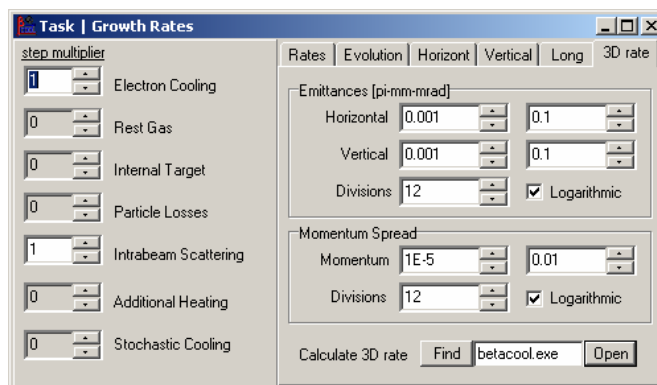 Task | Growth Rates
step multiplier
1 Electron Cooling
0 Rest Gas
0 Internal Target
0 Particle Losses
1 Intrabeam Scattering
0 Additional Heating
0 Stochastic Cooling
Rates Evolution Horizont Vertical Long 3D rate
Emittances [pi-mm-mrad]
Horizontal 0.001 0.1
Vertical 0.001 0.1
Divisions 12 Logarithmic
Momentum Spread
Momentum 1E-5 0.01
Divisions 12 Logarithmic
Calculate 3D rate Find betacool.exe Open